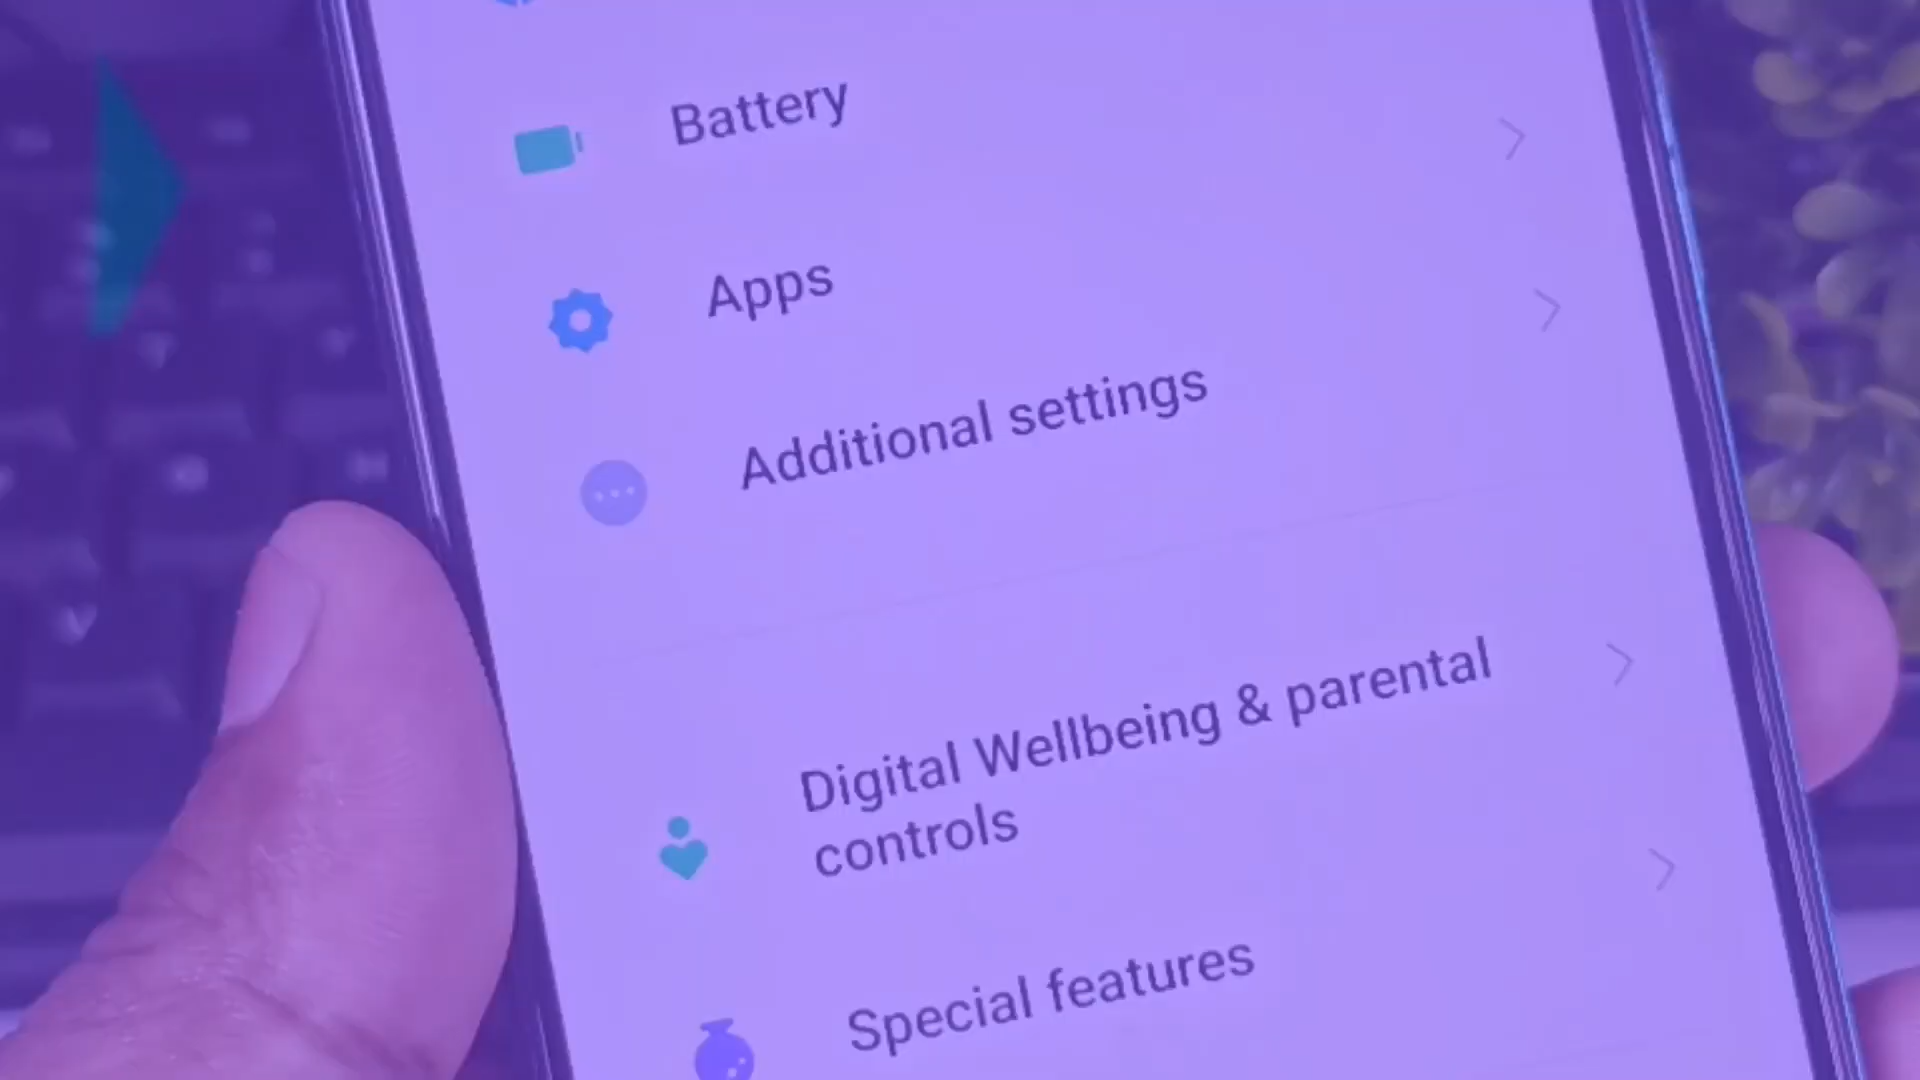 Battery
Apps
Additional settings
Digital Wellbeing & parental
controls
Special features